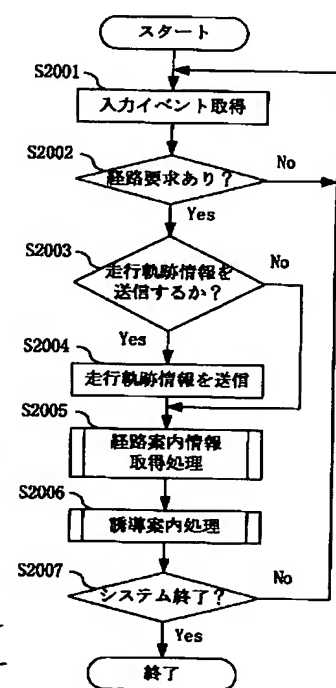 スタート
S2001
入力イベント取得
S2002
経路要求あり?
No
Yes
S2003
走行軌跡情報を
送信するか?
No
Yes
S2004
走行軌跡情報を送信
S2005
経路案内情報
取得処理
S2006
誘導案内処理
S2007
システム終了?
No
Yes
終了